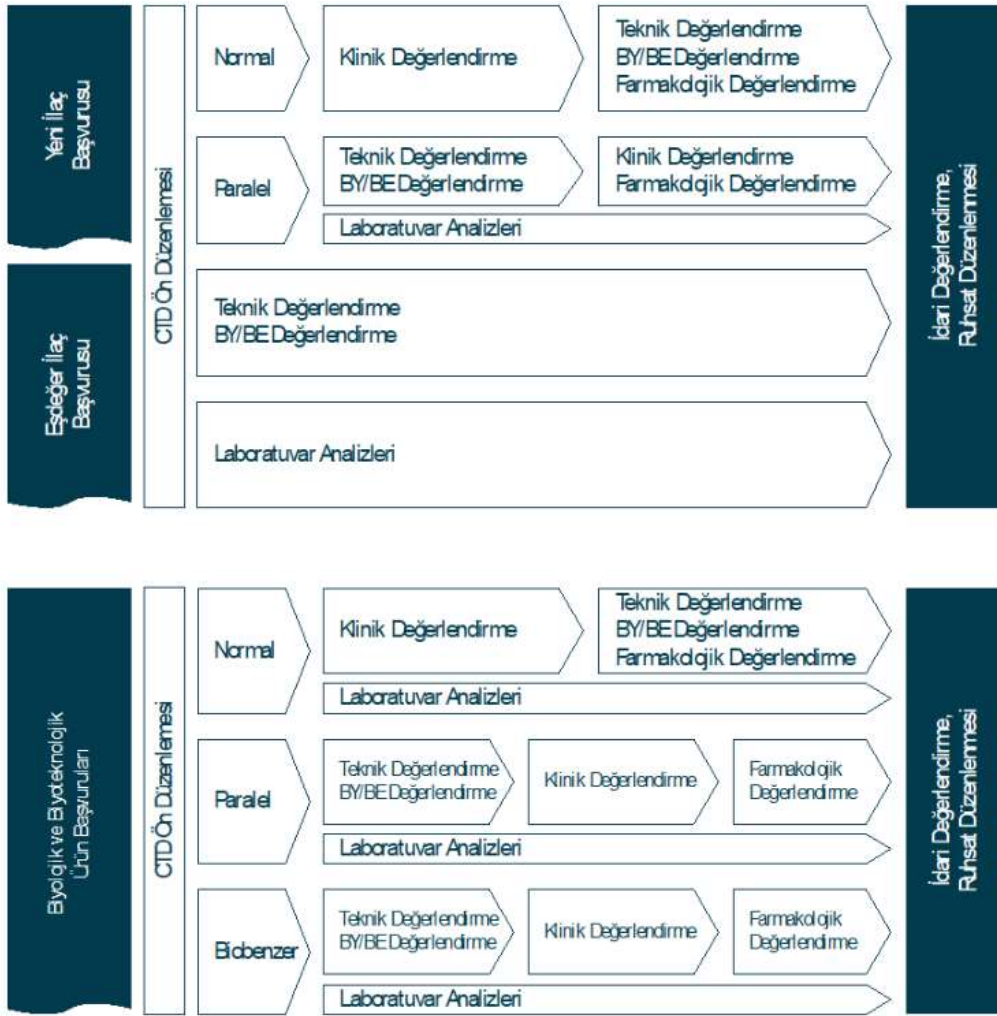 Yeni İlaç
Başvurusu
Eşdeğer İlaç
Başvurusu
CTD Ön Düzenlemesi
Normal
Klinik Değerlendirme
Teknik Değerlendirme
BY/BE Değerlendirme
Farmakolojik Değerlendirme
Paralel
Teknik Değerlendirme
BY/BE Değerlendirme
Klinik Değerlendirme
Farmakolojik Değerlendirme
Laboratuvar Analizleri
Teknik Değerlendirme
BY/BE Değerlendirme
Laboratuvar Analizleri
İdari Değerlendirme,
Ruhsat Düzenlenmesi
Biyolojik ve Biyoteknolojik
Ürün Başvuruları
CTD Ön Düzenlemesi
Normal
Klinik Değerlendirme
Teknik Değerlendirme
BY/BE Değerlendirme
Farmakolojik Değerlendirme
Laboratuvar Analizleri
Paralel
Teknik Değerlendirme
BY/BE Değerlendirme
Klinik Değerlendirme
Farmakolojik
Değerlendirme
Laboratuvar Analizleri
Biobenzer
Teknik Değerlendirme
BY/BE Değerlendirme
Klinik Değerlendirme
Farmakolojik
Değerlendirme
Laboratuvar Analizleri
İdari Değerlendirme,
Ruhsat Düzenlenmesi